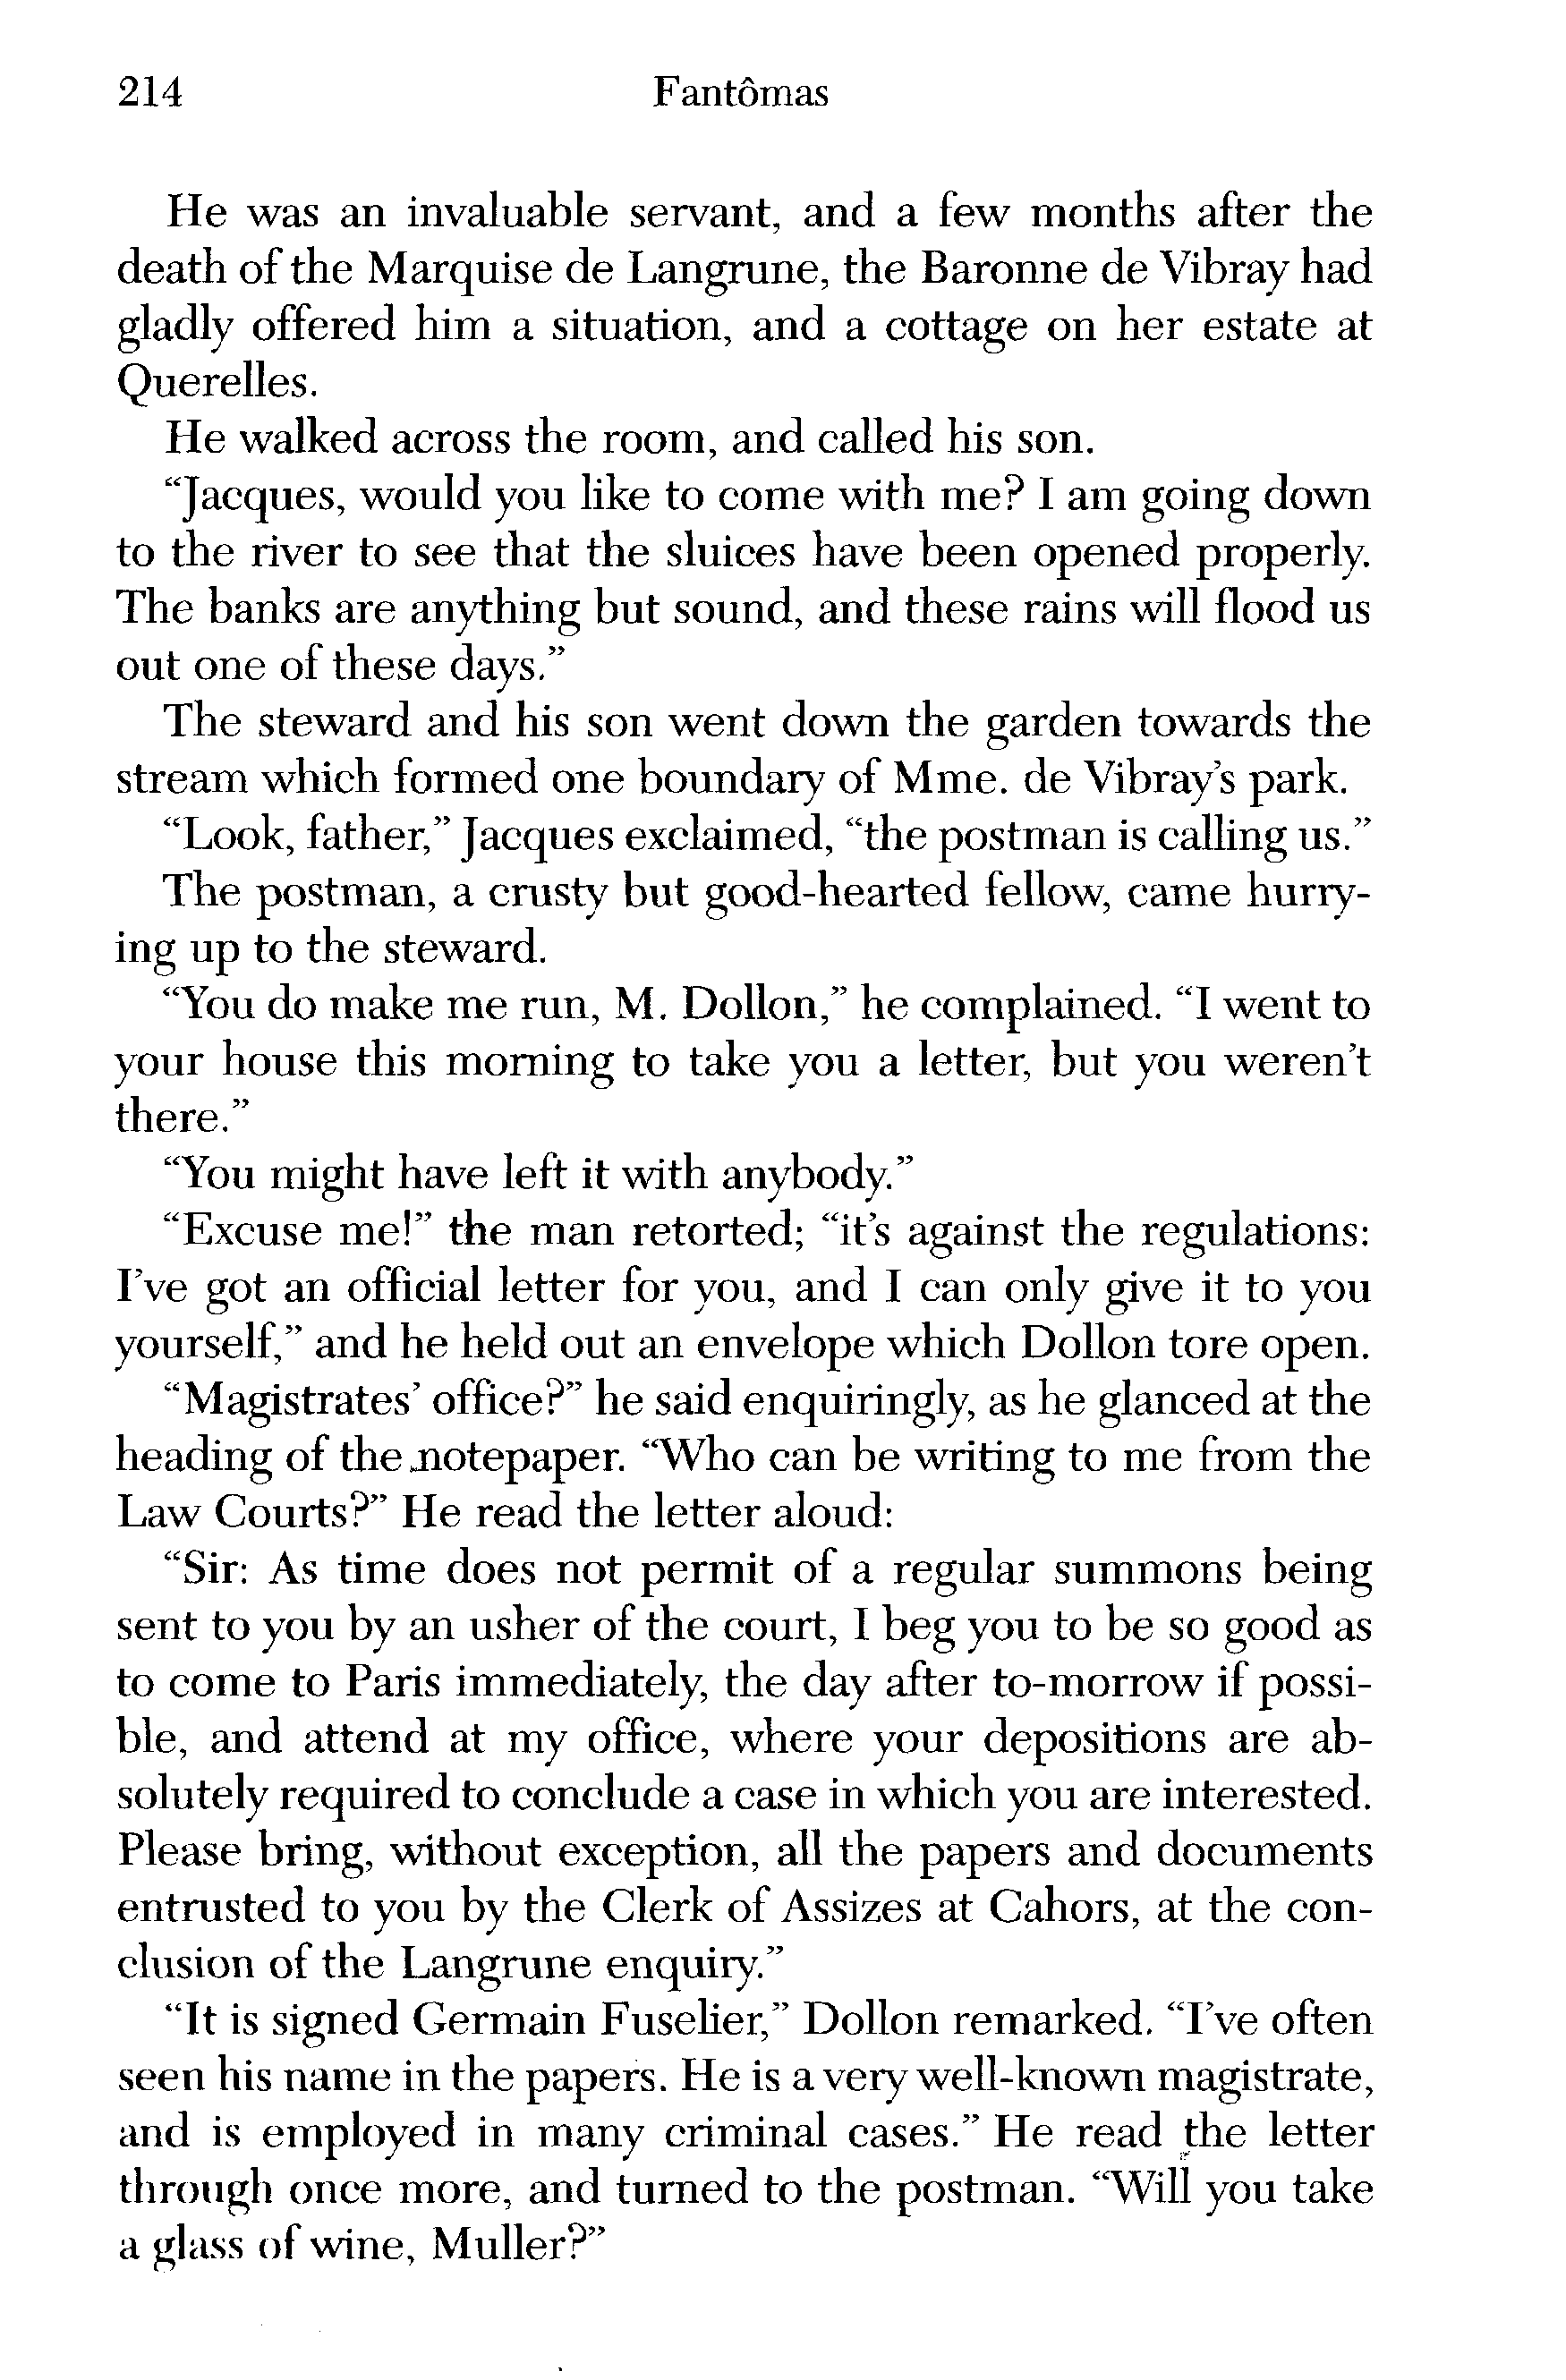 214 Fantômas
He was an invaluable servant, and a few months after the
death of the Marquise de Langrune, the Baronne de Vibray had
gladly offered him a situation, and a cottage on her estate at
Querelles.
He walked across the room, and called his son.
“Jacques, would you like to come with me? I am going down
to the river to see that the sluices have been opened properly.
The banks are anything but sound, and these rains will flood us
out one of these days.”
The steward and his son went down the garden towards the
stream which formed one boundary of Mme. de Vibray’s park.
“Look, father,” Jacques exclaimed, “the postman is calling us.”
The postman, a crusty but good-hearted fellow, came hurry-
ing up to the steward.
“You do make me run, M. Dollon,” he complained. “I went to
your house this morning to take you a letter, but you weren’t
there.”
“You might have left it with anybody.”
“Excuse me!” the man retorted; “it’s against the regulations:
I’ve got an official letter for you, and I can only give it to you
yourself,” and he held out an envelope which Dollon tore open.
“Magistrates’ office?” he said enquiringly, as he glanced at the
heading of the notepaper. “Who can be writing to me from the
Law Courts?” He read the letter aloud:
“Sir: As time does not permit of a regular summons being
sent to you by an usher of the court, I beg you to be so good as
to come to Paris immediately, the day after to-morrow if possi-
ble, and attend at my office, where your depositions are ab-
solutely required to conclude a case in which you are interested.
Please bring, without exception, all the papers and documents
entrusted to you by the Clerk of Assizes at Cahors, at the con-
clusion of the Langrune enquiry.”
“It is signed Germain Fuselier,” Dollon remarked. “I’ve often
seen his name in the papers. He is a very well-known magistrate,
and is employed in many criminal cases.” He read the letter
through once more, and turned to the postman. “Will you take
a glass of wine, Muller?”